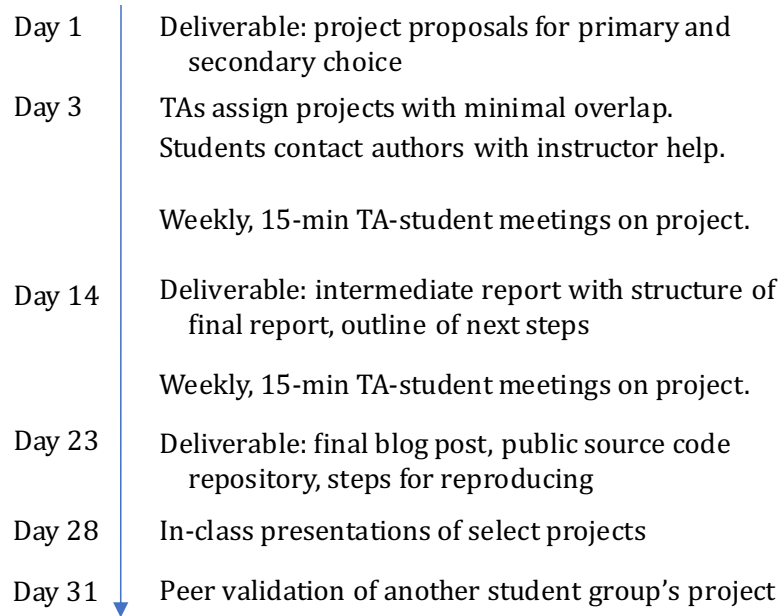 Day 1 Deliverable: project proposals for primary and
secondary choice
Day 3 TAs assign projects with minimal overlap.
Students contact authors with instructor help.
Weekly, 15-min TA-student meetings on project.
Day 14 Deliverable: intermediate report with structure of
final report, outline of next steps
Weekly, 15-min TA-student meetings on project.
Day 23 Deliverable: final blog post, public source code
repository, steps for reproducing
Day 28 In-class presentations of select projects
Day 31 Peer validation of another student group's project